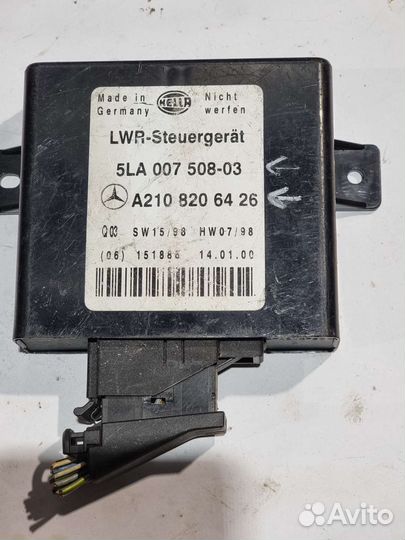 Made in Germany
HELLA
Nicht werfen
LWR-Steuergerät
5LA 007 508-03
A210 820 64 26
Q03 SW15/98 HW07/98
(06) 151886 14.01.00
Avito